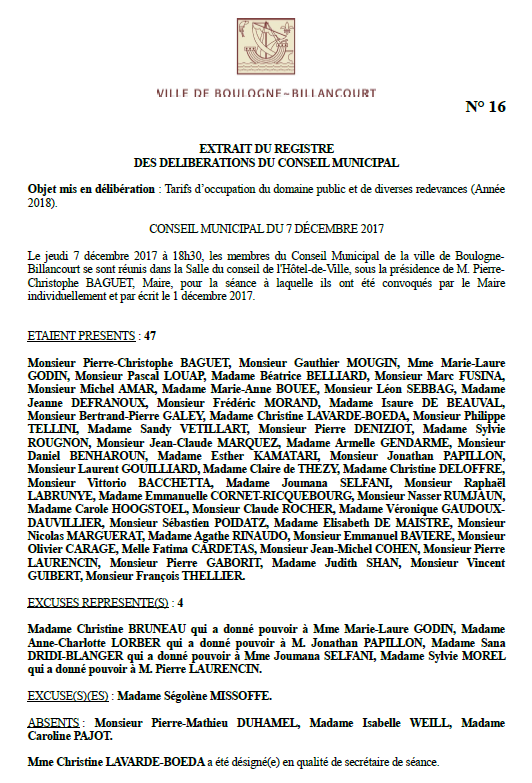 VILLE DE BOULOGNE~BILLANCOURT
N° 16
EXTRAIT DU REGISTRE
DES DELIBERATIONS DU CONSEIL MUNICIPAL
Objet mis en délibération : Tarifs d'occupation du domaine public et de diverses redevances (Année
2018).
CONSEIL MUNICIPAL DU 7 DÉCEMBRE 2017
Le jeudi 7 décembre 2017 à 18h30, les membres du Conseil Municipal de la ville de Boulogne-
Billancourt se sont réunis dans la Salle du conseil de l'Hôtel-de-Ville, sous la présidence de M. Pierre-
Christophe BAGUET, Maire, pour la séance à laquelle ils ont été convoqués par le Maire
individuellement et par écrit le 1 décembre 2017.
ETAIENT PRESENTS : 47
Monsieur Pierre-Christophe BAGUET, Monsieur Gauthier MOUGIN, Mme Marie-Laure
GODIN, Monsieur Pascal LOUAP, Madame Béatrice BELLIARD, Monsieur Marc FUSINA,
Monsieur Michel AMAR, Madame Marie-Anne BOUEE, Monsieur Léon SEBBAG, Madame
Jeanne DEFRANOUX, Monsieur Frédéric MORAND, Madame Isaure DE BEAUVAL,
Monsieur Bertrand-Pierre GALEY, Madame Christine LAVARDE-BOEDA, Monsieur Philippe
TELLINI, Madame Sandy VETILLART, Monsieur Pierre DENIZIOT, Madame Sylvie
ROUGNON, Monsieur Jean-Claude MARQUEZ, Madame Armelle GENDARME, Monsieur
Daniel BENHAROUN, Madame Esther KAMATARI, Monsieur Jonathan PAPILLON,
Monsieur Laurent GOUILLIARD, Madame Claire de THEZY, Madame Christine DELOFFRE,
Monsieur Vittorio BACCHETTA, Madame Joumana SELFANI, Monsieur Raphaël
LABRUNYE, Madame Emmanuelle CORNET-RICQUEBOURG, Monsieur Nasser RUMJAUN,
Madame Carole HOOGSTOEL, Monsieur Claude ROCHER, Madame Véronique GAUDOUX-
DAUVILLIER, Monsieur Sébastien POIDATZ, Madame Elisabeth DE MAISTRE, Monsieur
Nicolas MARGUERAT, Madame Agathe RINAUDO, Monsieur Emmanuel BAVIERE, Monsieur
Olivier CARAGE, Melle Fatima CARDETAS, Monsieur Jean-Michel COHEN, Monsieur Pierre
LAURENCIN, Monsieur Pierre GABORIT, Madame Judith SHAN, Monsieur Vincent
GUIBERT, Monsieur François THELLIER.
EXCUSES REPRESENTE(S) : 4
Madame Christine BRUNEAU qui a donné pouvoir à Mme Marie-Laure GODIN, Madame
Anne-Charlotte LORBER qui a donné pouvoir à M. Jonathan PAPILLON, Madame Sana
DRIDI-BLANGER qui a donné pouvoir à Mme Joumana SELFANI, Madame Sylvie MOREL
qui a donné pouvoir à M. Pierre LAURENCIN.
EXCUSE(S)(ES) : Madame Ségolène MISSOFFE.
ABSENTS : Monsieur Pierre-Mathieu DUHAMEL, Madame Isabelle WEILL, Madame
Caroline PAJOT.
Mme Christine LAVARDE-BOEDA a été désigné(e) en qualité de secrétaire de séance.